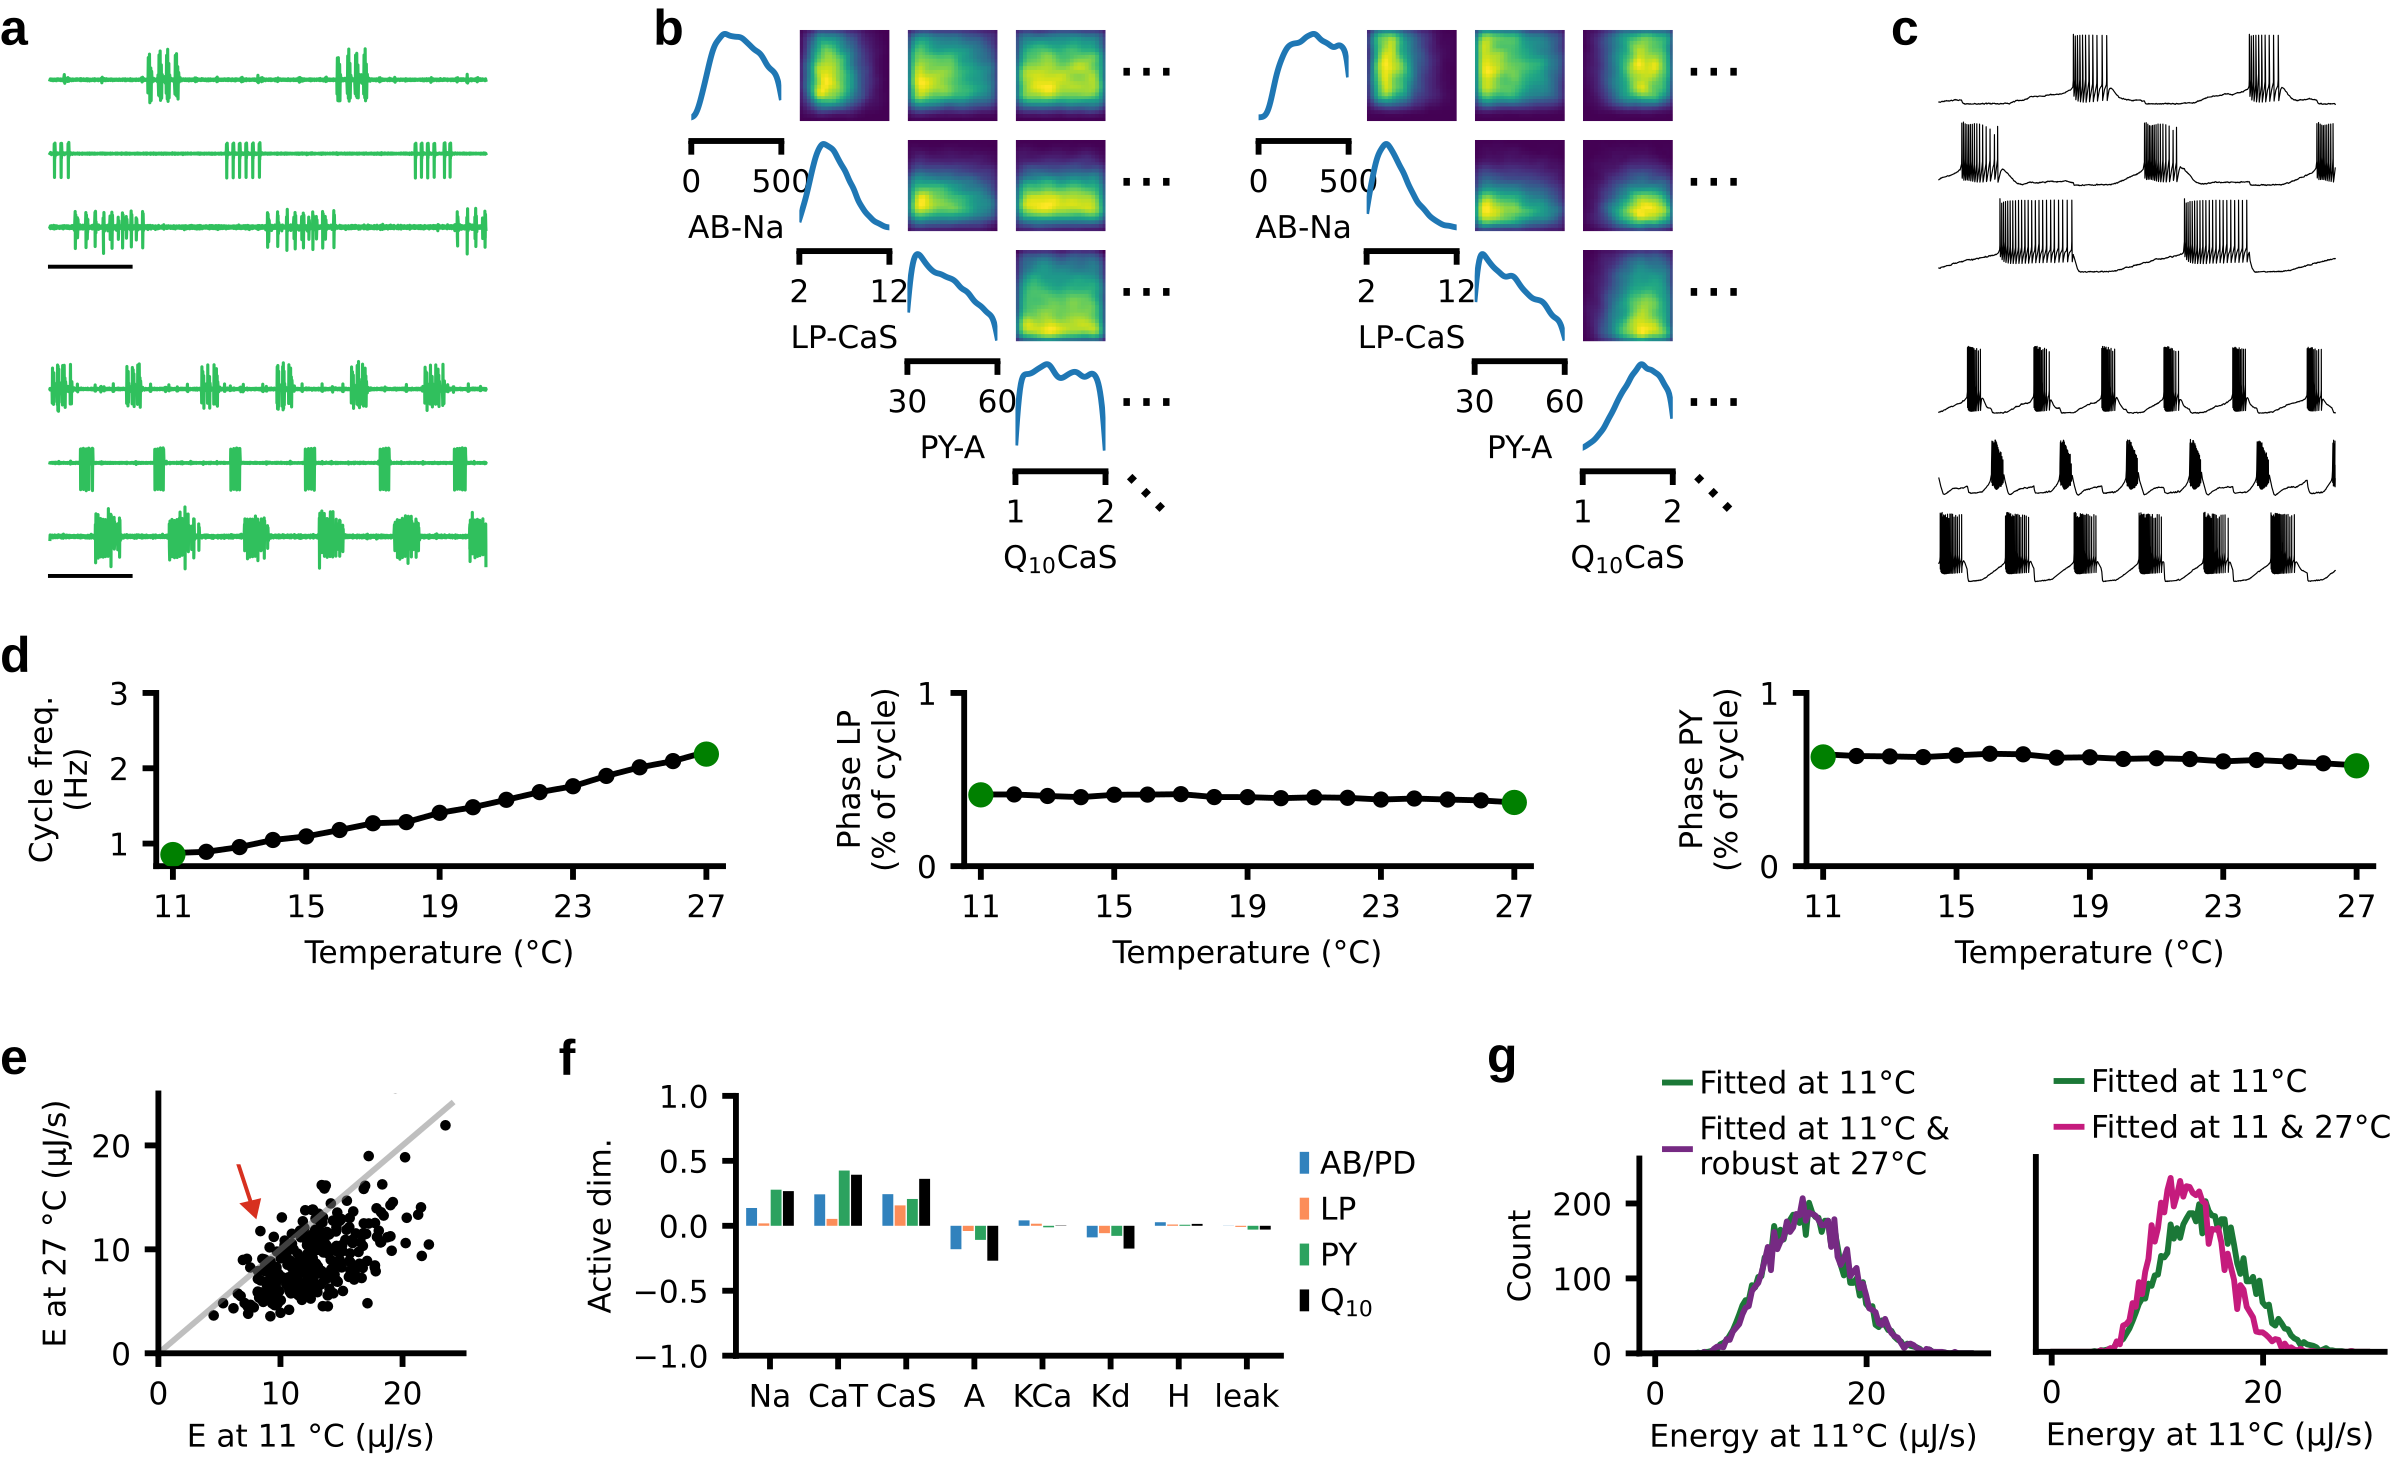 a
b
c
0 500
AB-Na
2 12
LP-CaS
30 60
PY-A
1 2
Q₁₀CaS
0 500
AB-Na
2 12
LP-CaS
30 60
PY-A
1 2
Q₁₀CaS
d
Cycle freq.
(Hz)
3
2
1
11 15 19 23 27
Temperature (°C)
Phase LP
(% of cycle)
1
0
11 15 19 23 27
Temperature (°C)
Phase PY
(% of cycle)
1
0
11 15 19 23 27
Temperature (°C)
e
E at 27 °C (μJ/s)
20
10
0
0 10 20
E at 11 °C (μJ/s)
f
Active dim.
1.0
0.5
0.0
−0.5
−1.0
Na CaT CaS A KCa Kd H leak
AB/PD
LP
PY
Q₁₀
g
Fitted at 11°C
Fitted at 11°C &
robust at 27°C
Count
200
100
0
0 20
Energy at 11°C (μJ/s)
Fitted at 11°C
Fitted at 11 & 27°C
0 20
Energy at 11°C (μJ/s)